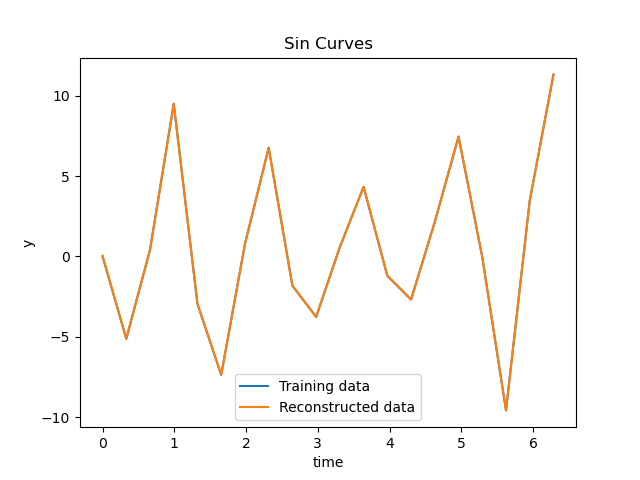 Sin Curves
10
5
0
−5
−10
y
0 1 2 3 4 5 6
time
Training data
Reconstructed data